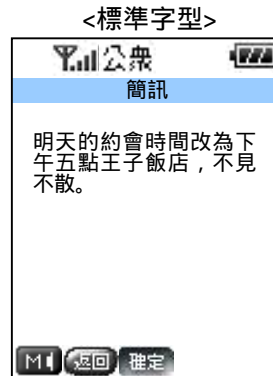 <標準字型>
公衆
簡訊
明天的約會時間改為下
午五點王子飯店，不見
不散。
M 返回 確定